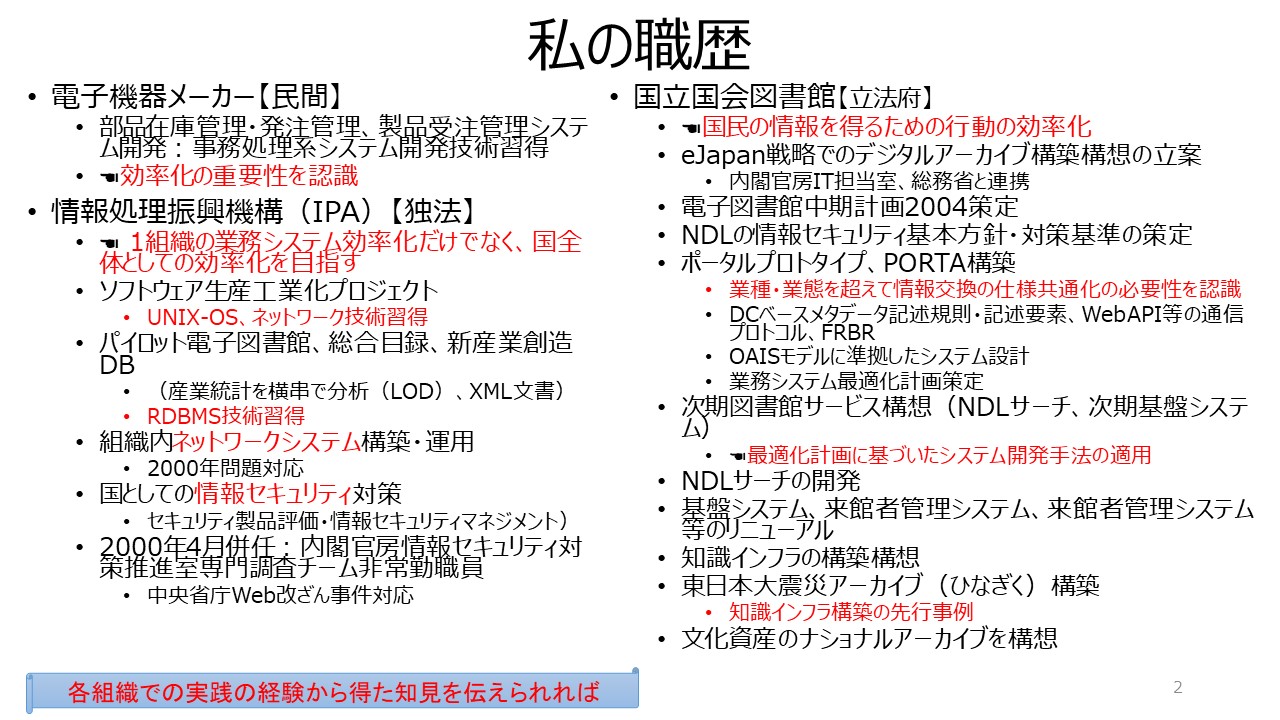 私の職歴
• 電子機器メーカー【民間】
• 部品在庫管理・発注管理、製品受注管理システ
ム開発：事務処理系システム開発技術習得
• ☚効率化の重要性を認識
• 情報処理振興機構（IPA）【独法】
• ☚ 1組織の業務システム効率化だけでなく、国全
体としての効率化を目指す
• ソフトウェア生産工業化プロジェクト
• UNIX-OS、ネットワーク技術習得
• パイロット電子図書館、総合目録、新産業創造
DB
• （産業統計を横串で分析（LOD）、XML文書）
• RDBMS技術習得
• 組織内ネットワークシステム構築・運用
• 2000年問題対応
• 国としての情報セキュリティ対策
• セキュリティ製品評価・情報セキュリティマネジメント）
• 2000年4月併任：内閣官房情報セキュリティ対
策推進室専門調査チーム非常勤職員
• 中央省庁Web改ざん事件対応
各組織での実践の経験から得た知見を伝えられれば
• 国立国会図書館【立法府】
• ☚国民の情報を得るための行動の効率化
• eJapan戦略でのデジタルアーカイブ構築構想の立案
• 内閣官房IT担当室、総務省と連携
• 電子図書館中期計画2004策定
• NDLの情報セキュリティ基本方針・対策基準の策定
• ポータルプロトタイプ、PORTA構築
• 業種・業態を超えて情報交換の仕様共通化の必要性を認識
• DCベースメタデータ記述規則・記述要素、WebAPI等の通信
プロトコル、FRBR
• OAISモデルに準拠したシステム設計
• 業務システム最適化計画策定
• 次期図書館サービス構想（NDLサーチ、次期基盤システ
ム）
• ☚最適化計画に基づいたシステム開発手法の適用
• NDLサーチの開発
• 基盤システム、来館者管理システム、来館者管理システム
等のリニューアル
• 知識インフラの構築構想
• 東日本大震災アーカイブ（ひなぎく）構築
• 知識インフラ構築の先行事例
• 文化資産のナショナルアーカイブを構想
2